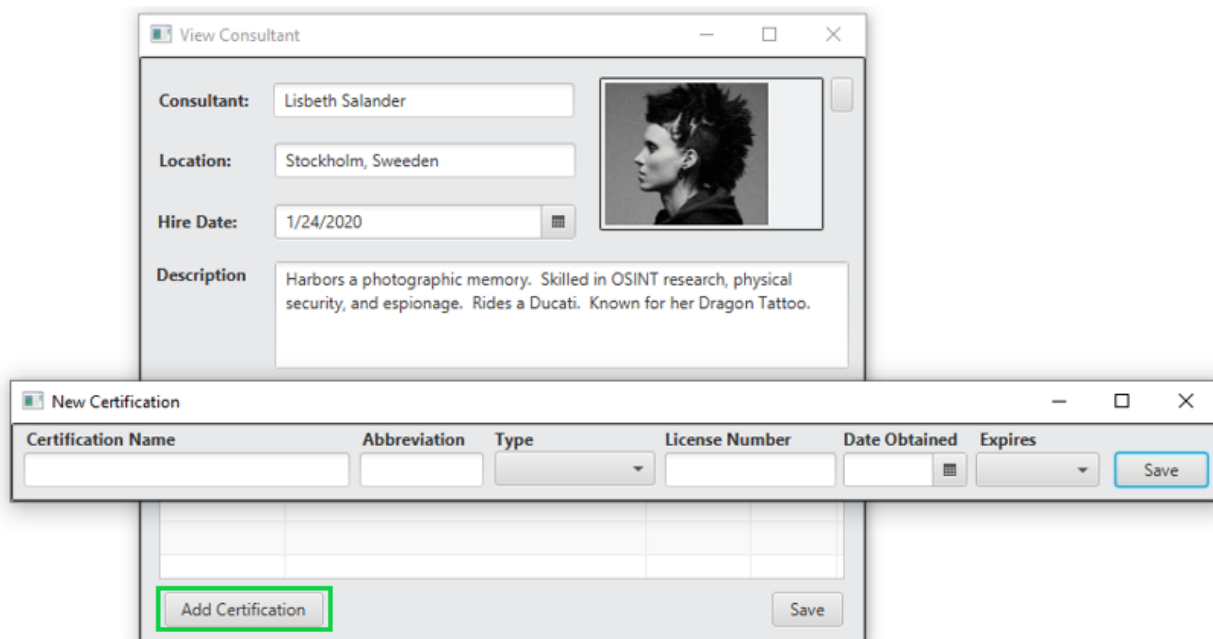 View Consultant
Consultant: Lisbeth Salander
Location: Stockholm, Sweeden
Hire Date: 1/24/2020
Description Harbors a photographic memory. Skilled in OSINT research, physical
security, and espionage. Rides a Ducati. Known for her Dragon Tattoo.
New Certification
Certification Name Abbreviation Type License Number Date Obtained Expires
Save
Add Certification Save